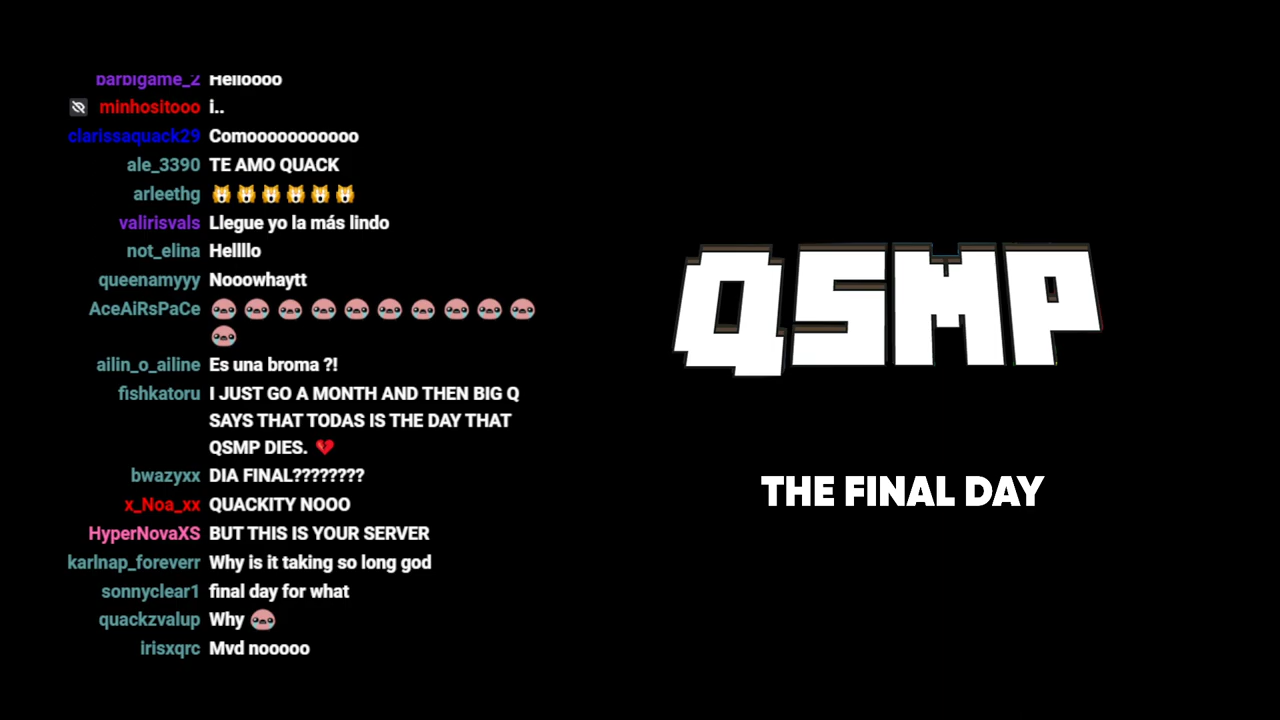 barbigame_2 Helloooo
minhositooo i..
clarissaquack29 Comooooooooooo
ale_3390 TE AMO QUACK
arleethg 🙀🙀🙀🙀🙀🙀
valirisvals Llegue yo la más lindo
not_elina Hellllo
queenamyyy Nooowhaytt
AceAiRsPaCe
ailin_o_ailine Es una broma ?!
fishkatoru I JUST GO A MONTH AND THEN BIG Q
SAYS THAT TODAS IS THE DAY THAT
QSMP DIES. 💔
bwazyxx DIA FINAL????????
x_Noa_xx QUACKITY NOOO
HyperNovaXS BUT THIS IS YOUR SERVER
karlnap_foreverr Why is it taking so long god
sonnyclear1 final day for what
quackzvalup Why
irisxqrc Mvd nooooo
QSMP
THE FINAL DAY